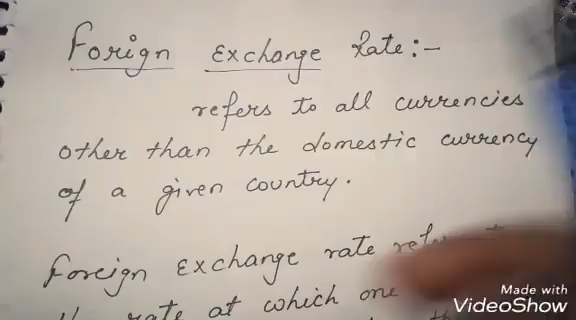 Forign Exchange Rate:-
refers to all currencies
other than the domestic currency
of a given country.
Foreign Exchange rate
rate at which one
Made with
VideoShow